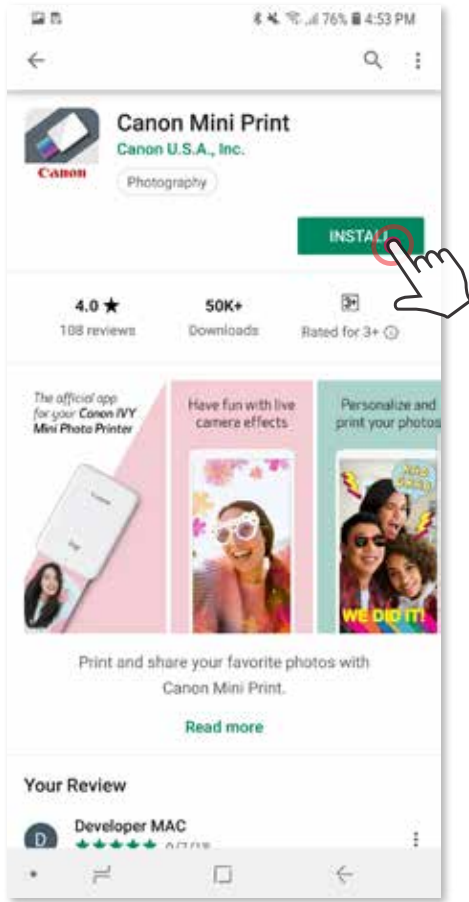 76% 4:53 PM
Canon Mini Print
Canon U.S.A., Inc.
Canon
Photography
INSTALL
4.0 ★ 50K+ 3+
108 reviews Downloads Rated for 3+
The official app
for your Canon IVY
Mini Photo Printer
Have fun with live
camera effects
Personalize and
print your photos
Canon
WE DID IT!
Print and share your favorite photos with
Canon Mini Print.
Read more
Your Review
D
Developer MAC